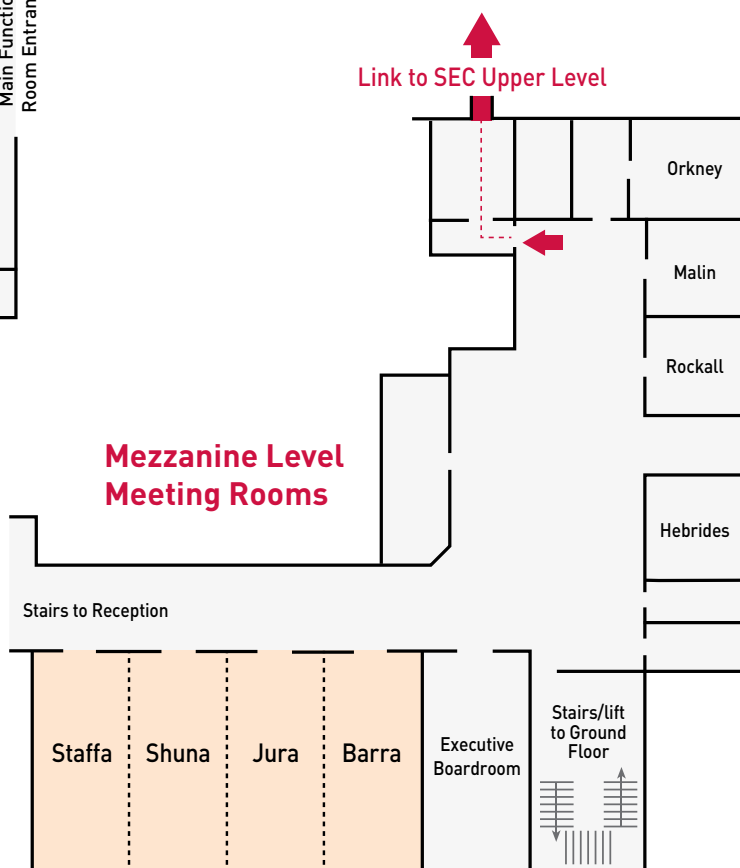 Main Functio
Room Entran
Link to SEC Upper Level
Orkney
Malin
Rockall
Mezzanine Level
Meeting Rooms
Hebrides
Stairs to Reception
Staffa
Shuna
Jura
Barra
Executive
Boardroom
Stairs/lift
to Ground
Floor